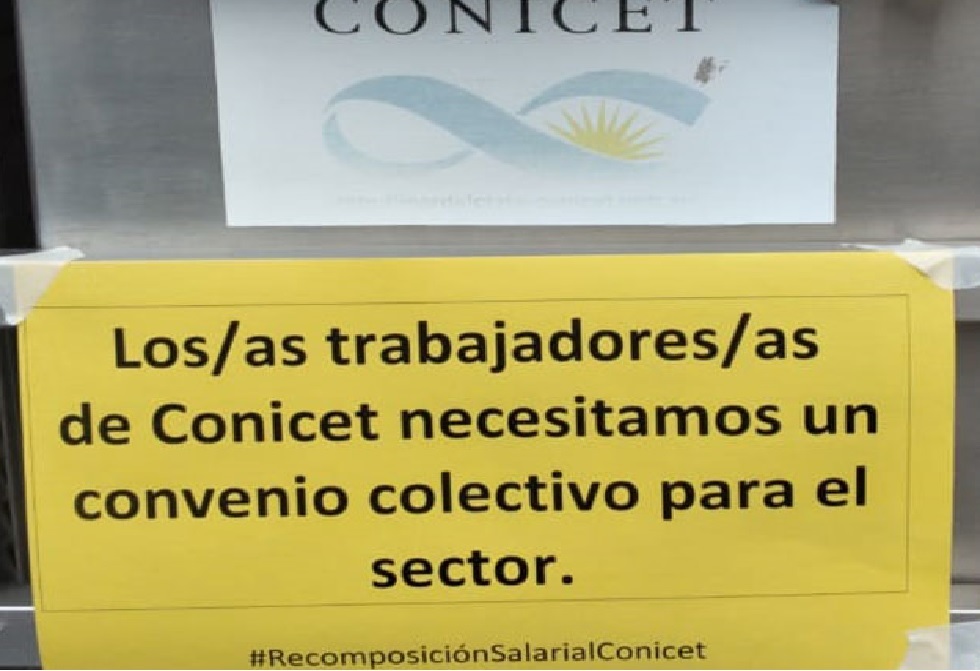 CONICET
Los/as trabajadores/as
de Conicet necesitamos un
convenio colectivo para el
sector.
#RecomposiciónSalarialConicet